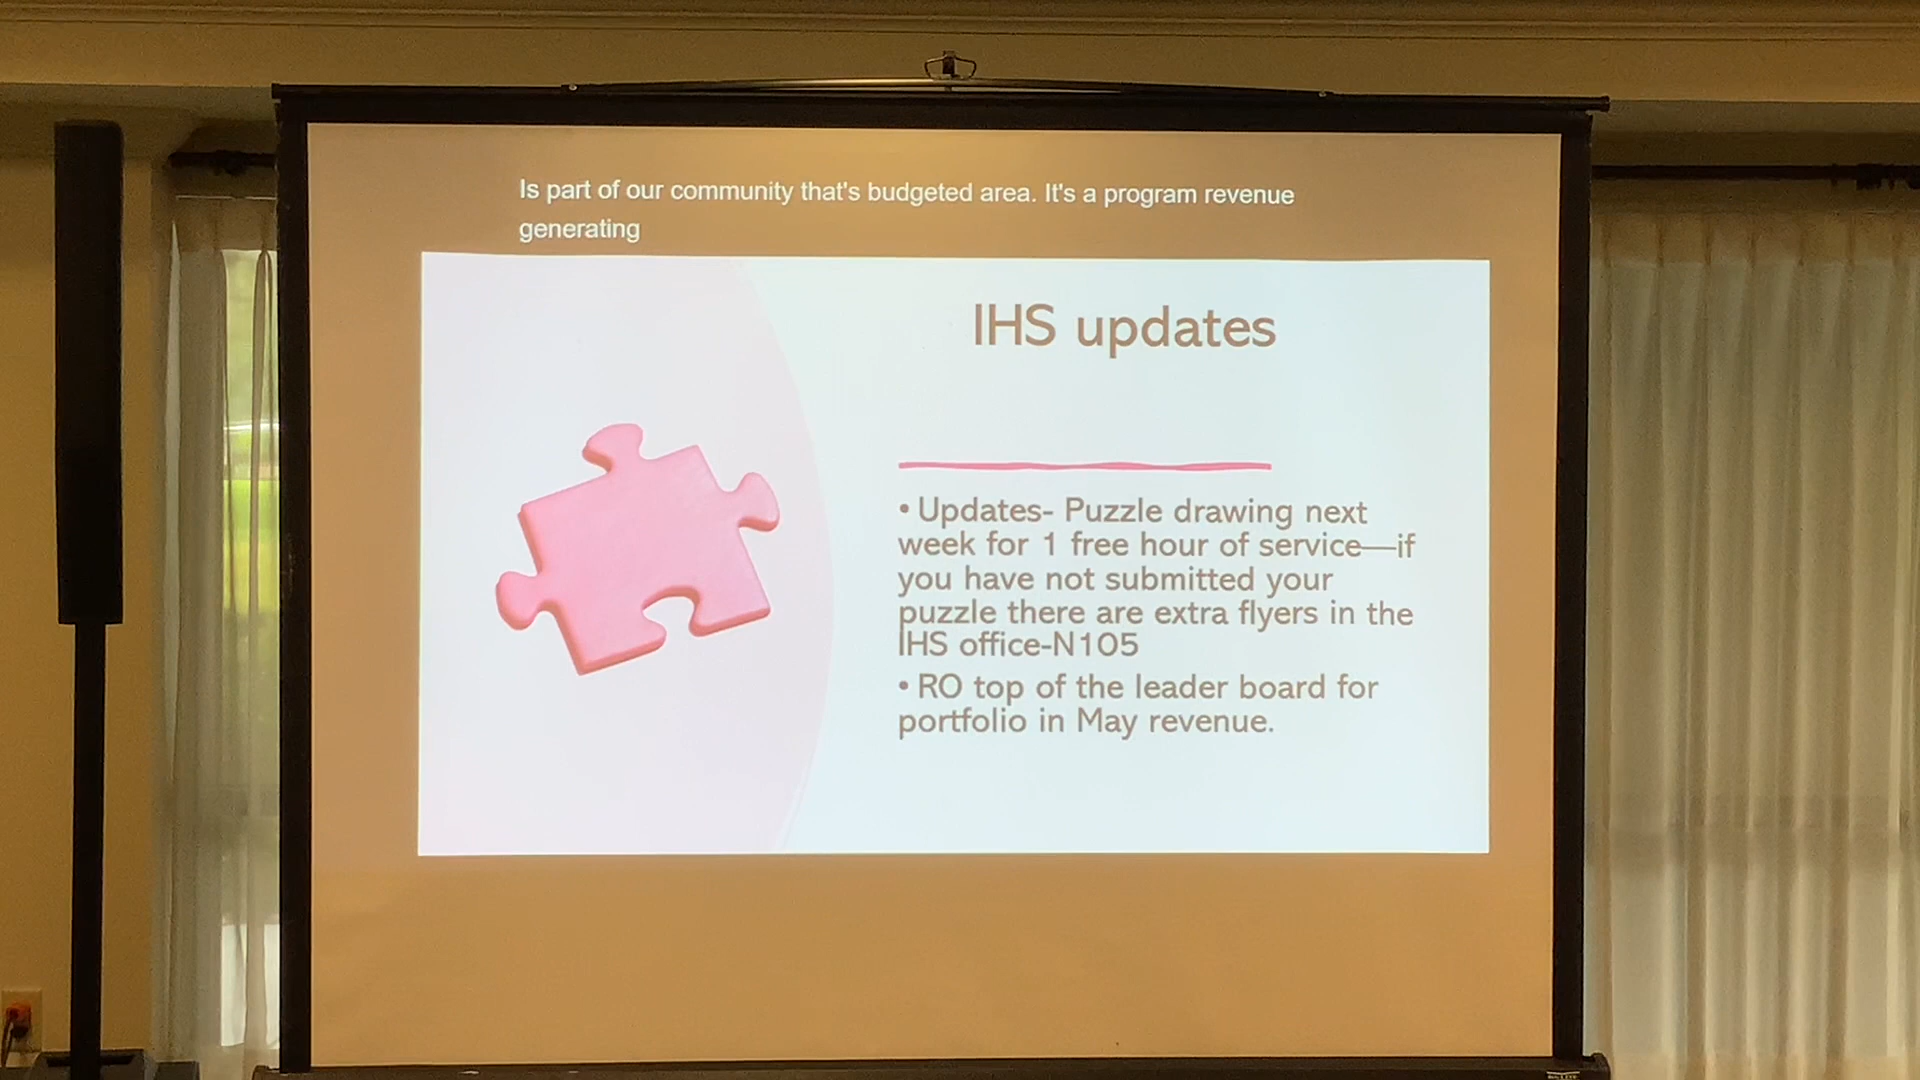 Is part of our community that's budgeted area. It's a program revenue
generating
IHS updates
• Updates- Puzzle drawing next
week for 1 free hour of service—if
you have not submitted your
puzzle there are extra flyers in the
IHS office-N105
• RO top of the leader board for
portfolio in May revenue.